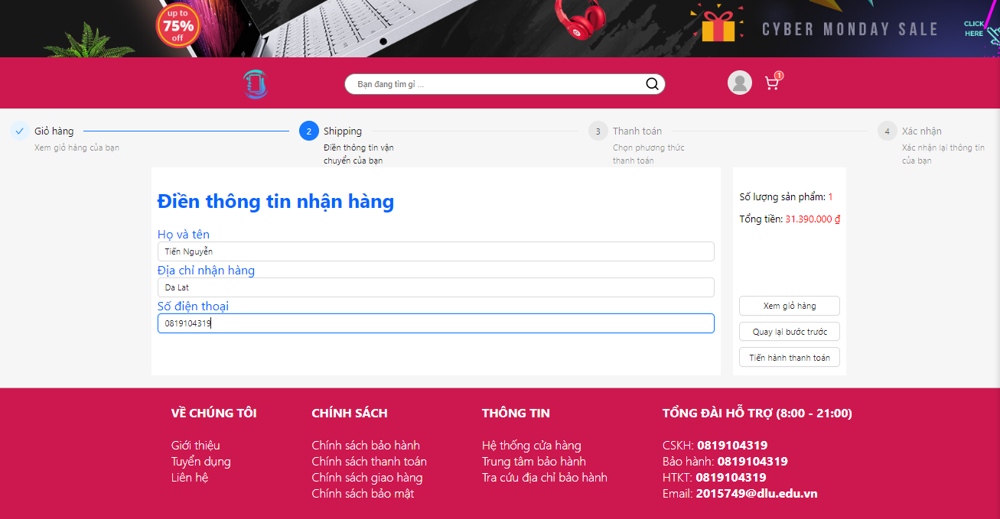 up to
75%
off
CYBER MONDAY SALE
CLICK
HERE
Bạn đang tìm gì ...
1
Giỏ hàng
Xem giỏ hàng của bạn
2
Shipping
Điền thông tin vận
chuyển của bạn
3
Thanh toán
Chọn phương thức
thanh toán
4
Xác nhận
Xác nhận lại thông tin
của bạn
Điền thông tin nhận hàng
Họ và tên
Tiến Nguyễn
Địa chỉ nhận hàng
Da Lat
Số điện thoại
0819104319
Số lượng sản phẩm: 1
Tổng tiền: 31.390.000 ₫
Xem giỏ hàng
Quay lại bước trước
Tiến hành thanh toán
VỀ CHÚNG TÔI
Giới thiệu
Tuyển dụng
Liên hệ
CHÍNH SÁCH
Chính sách bảo hành
Chính sách thanh toán
Chính sách giao hàng
Chính sách bảo mật
THÔNG TIN
Hệ thống cửa hàng
Trung tâm bảo hành
Tra cứu địa chỉ bảo hành
TỔNG ĐÀI HỖ TRỢ (8:00 - 21:00)
CSKH: 0819104319
Bảo hành: 0819104319
HTKT: 0819104319
Email: 2015749@dlu.edu.vn